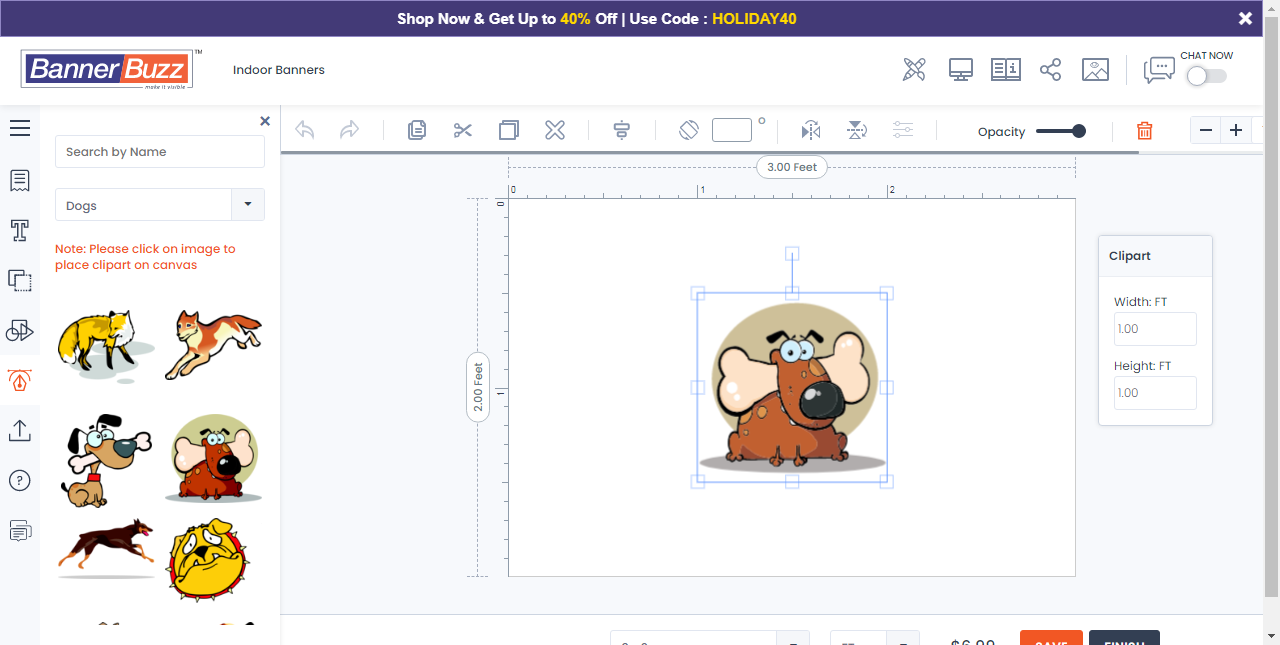 Shop Now & Get Up to 40% Off | Use Code : HOLIDAY40
BannerBuzz TM
make it visible
Indoor Banners
CHAT NOW
Search by Name
Dogs
Note: Please click on image to
place clipart on canvas
Opacity
3.00 Feet
0
1
2
0
1
2.00 Feet
Clipart
Width: FT
1.00
Height: FT
1.00
$6.99
SAVE
FINISH